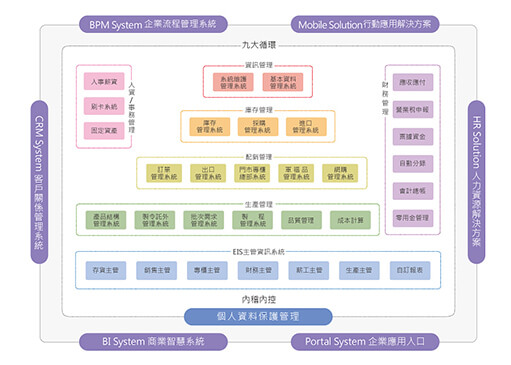 BPM System 企業流程管理系統
Mobile Solution行動應用解決方案
九大循環
CRM System 客戶關係管理系統
HR Solution 人力資源解決方案
人資/事務管理
人事薪資
刷卡系統
固定資產
資訊管理
系統維護
管理系統
基本資料
管理系統
庫存管理
庫存
管理系統
採購
管理系統
進口
管理系統
配銷管理
訂單
管理系統
出口
管理系統
門市專櫃
總部系統
管理系統
網購
管理系統
生產管理
產品結構
管理系統
製令託外
管理系統
批次需求
管理系統
製 程
管理系統
品質管理
成本計算
財務管理
應收應付
營業稅申報
票據資金
自動分錄
會計總帳
零用金管理
EIS主管資訊系統
存貨主管
銷售主管
專櫃主管
財務主管
薪工主管
生產主管
自訂報表
內稽內控
個人資料保護管理
BI System 商業智慧系統
Portal System 企業應用入口